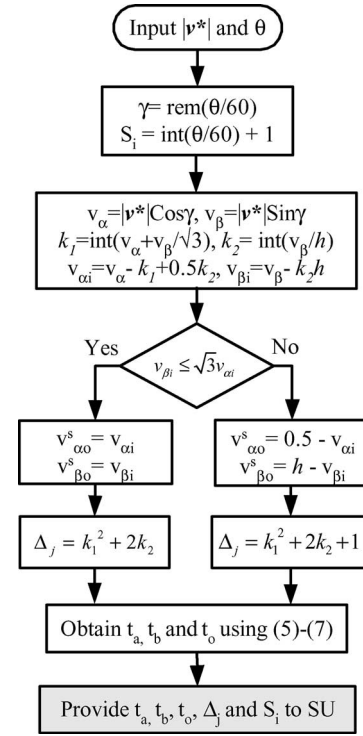 Input |v*| and θ
γ= rem(θ/60)
Sᵢ = int(θ/60) + 1
vα=|v*|Cosγ, vβ=|v*|Sinγ
k₁=int(vα+vβ/√3), k₂= int(vβ/h)
vαi=vα- k₁+0.5k₂, vβi=vβ- k₂h
Yes
No
vβi ≤ √3vαi
vˢαo= vαi
vˢβo= vβi
vˢαo= 0.5 - vαi
vˢβo= h - vβi
Δⱼ = k₁² + 2k₂
Δⱼ = k₁² + 2k₂ +1
Obtain ta, tb and to using (5)-(7)
Provide ta, tb, to, Δⱼ and Sᵢ to SU